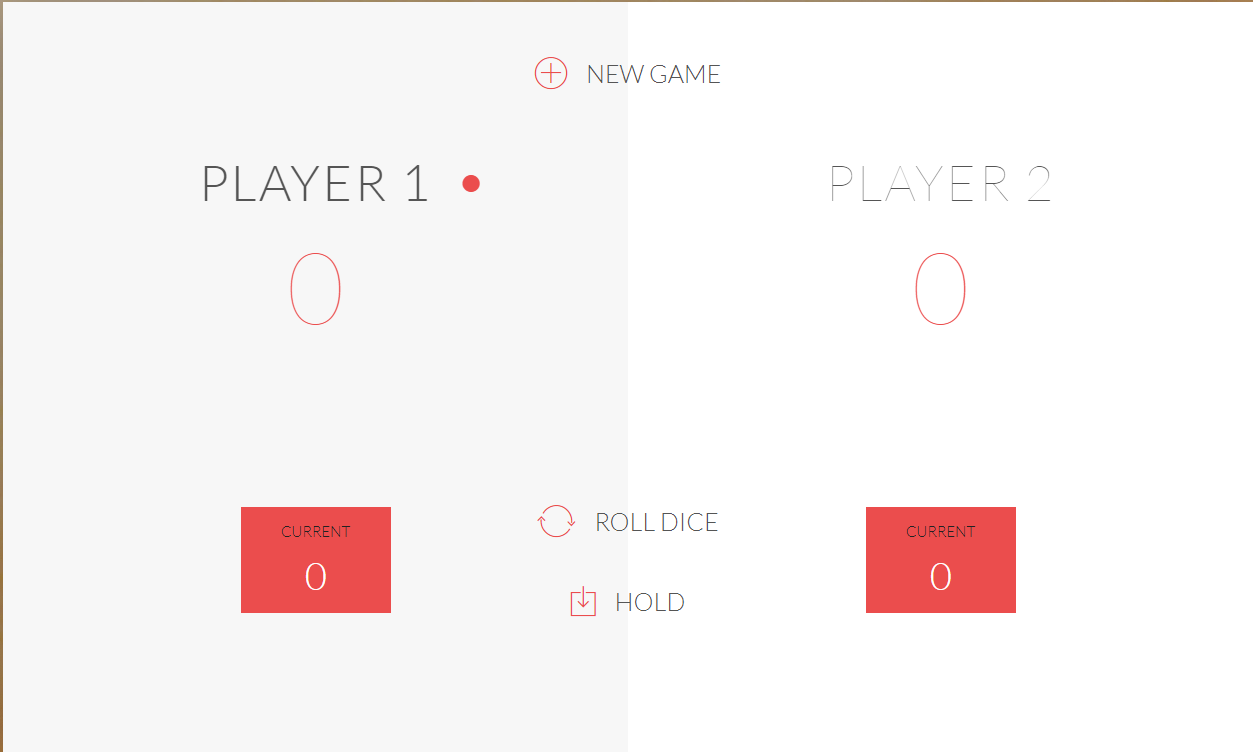 NEW GAME
PLAYER 1
PLAYER 2
0
0
CURRENT
0
ROLL DICE
HOLD
CURRENT
0